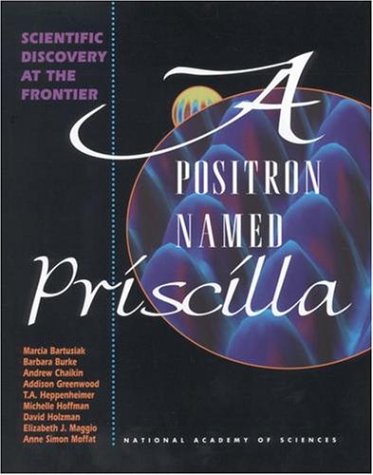 SCIENTIFIC
DISCOVERY
AT THE
FRONTIER
A
POSITRON
NAMED
Priscilla
Marcia Bartusiak
Barbara Burke
Andrew Chaikin
Addison Greenwood
T.A. Heppenheimer
Michelle Hoffman
David Holzman
Elizabeth J. Maggio
Anne Simon Moffat
NATIONAL ACADEMY OF SCIENCES